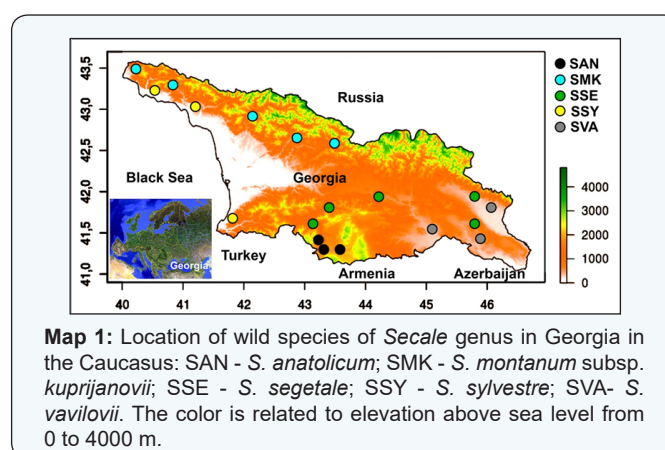 43,5
43,0
42,5
42,0
41,5
41,0
40
41
42
43
44
45
46
Russia
Black Sea
Georgia
Georgia
Turkey
Armenia
Azerbaijan
SAN
SMK
SSE
SSY
SVA
4000
3000
2000
1000
0
Map 1: Location of wild species of Secale genus in Georgia in
the Caucasus: SAN - S. anatolicum; SMK - S. montanum subsp.
kuprijanovii; SSE - S. segetale; SSY - S. sylvestre; SVA- S.
vavilovii. The color is related to elevation above sea level from
0 to 4000 m.